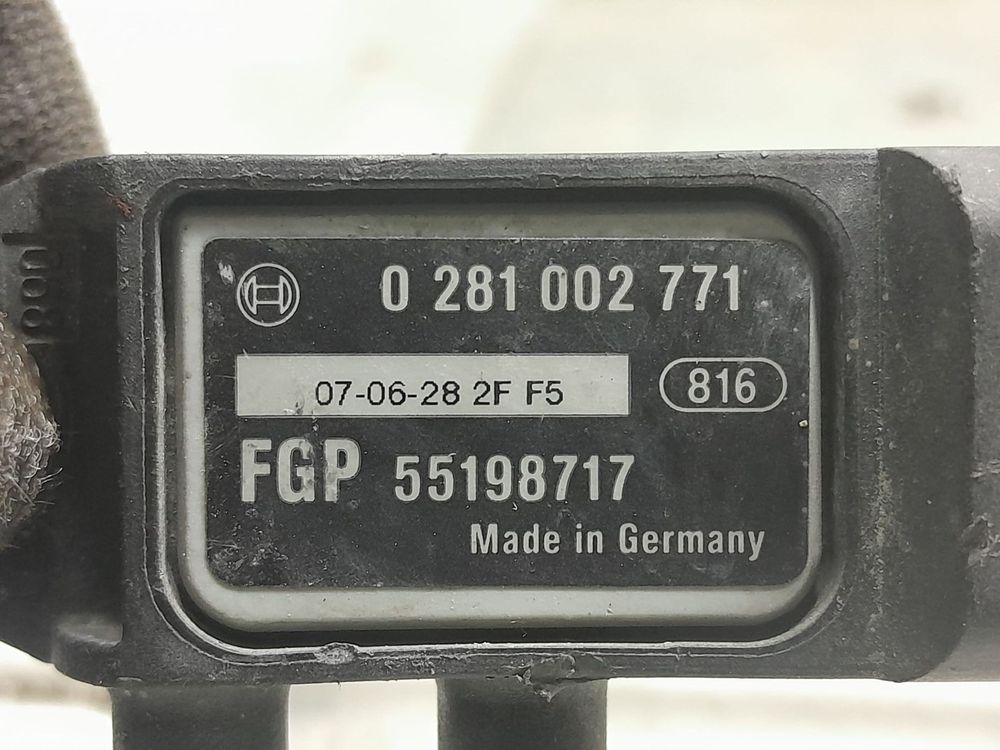 0 281 002 771
07-06-28 2F F5
816
FGP 55198717
Made in Germany